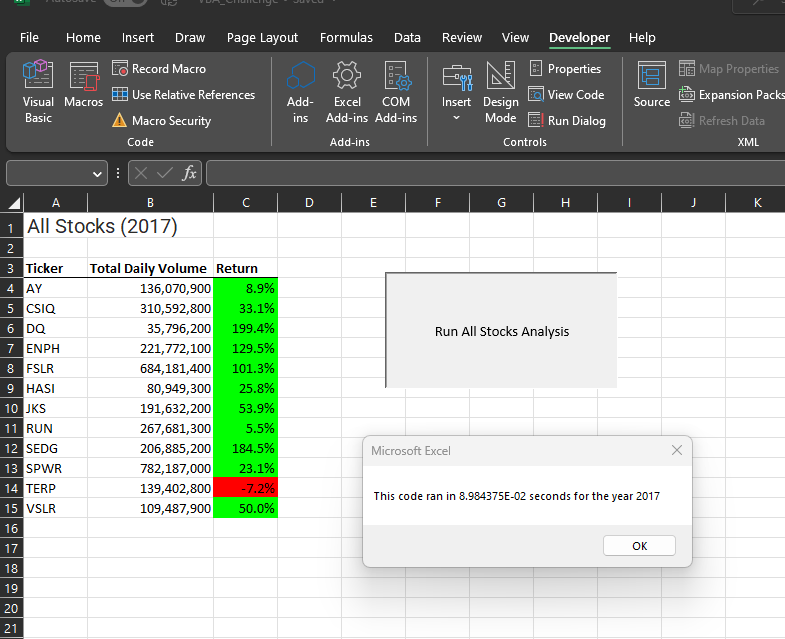 File Home Insert Draw Page Layout Formulas Data Review View Developer Help
Visual Basic
Macros
Record Macro
Use Relative References
Macro Security
Code
Add-ins
Excel Add-ins
COM Add-ins
Add-ins
Insert
Design Mode
Properties
View Code
Run Dialog
Controls
Source
Map Properties
Expansion Packs
Refresh Data
XML
fx
A B C D E F G H I J K
1 All Stocks (2017)
2
3 Ticker Total Daily Volume Return
4 AY 136,070,900 8.9%
5 CSIQ 310,592,800 33.1%
6 DQ 35,796,200 199.4%
7 ENPH 221,772,100 129.5%
8 FSLR 684,181,400 101.3%
9 HASI 80,949,300 25.8%
10 JKS 191,632,200 53.9%
11 RUN 267,681,300 5.5%
12 SEDG 206,885,200 184.5%
13 SPWR 782,187,000 23.1%
14 TERP 139,402,800 -7.2%
15 VSLR 109,487,900 50.0%
16
17
18
19
20
21
Run All Stocks Analysis
Microsoft Excel
This code ran in 8.984375E-02 seconds for the year 2017
OK